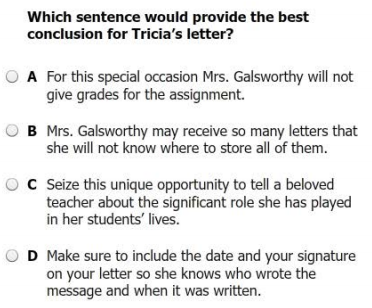 Which sentence would provide the best
conclusion for Tricia's letter?
A For this special occasion Mrs. Galsworthy will not
give grades for the assignment.
B Mrs. Galsworthy may receive so many letters that
she will not know where to store all of them.
C Seize this unique opportunity to tell a beloved
teacher about the significant role she has played
in her students' lives.
D Make sure to include the date and your signature
on your letter so she knows who wrote the
message and when it was written.